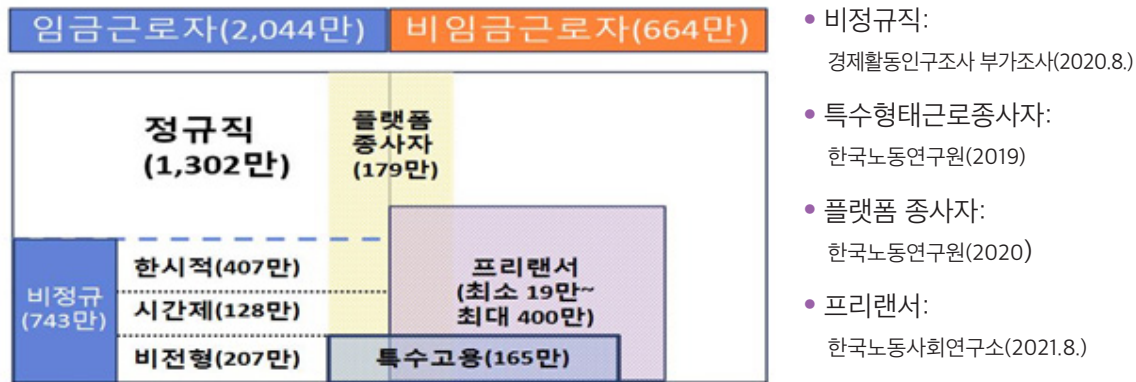 임금근로자(2,044만)
비임금근로자(664만)
정규직
(1,302만)
플랫폼
종사자
(179만)
비정규
(743만)
한시적(407만)
시간제(128만)
비전형(207만)
프리랜서
(최소 19만~
최대 400만)
특수고용(165만)
• 비정규직:
경제활동인구조사 부가조사(2020.8.)
• 특수형태근로종사자:
한국노동연구원(2019)
• 플랫폼 종사자:
한국노동연구원(2020)
• 프리랜서:
한국노동사회연구소(2021.8.)